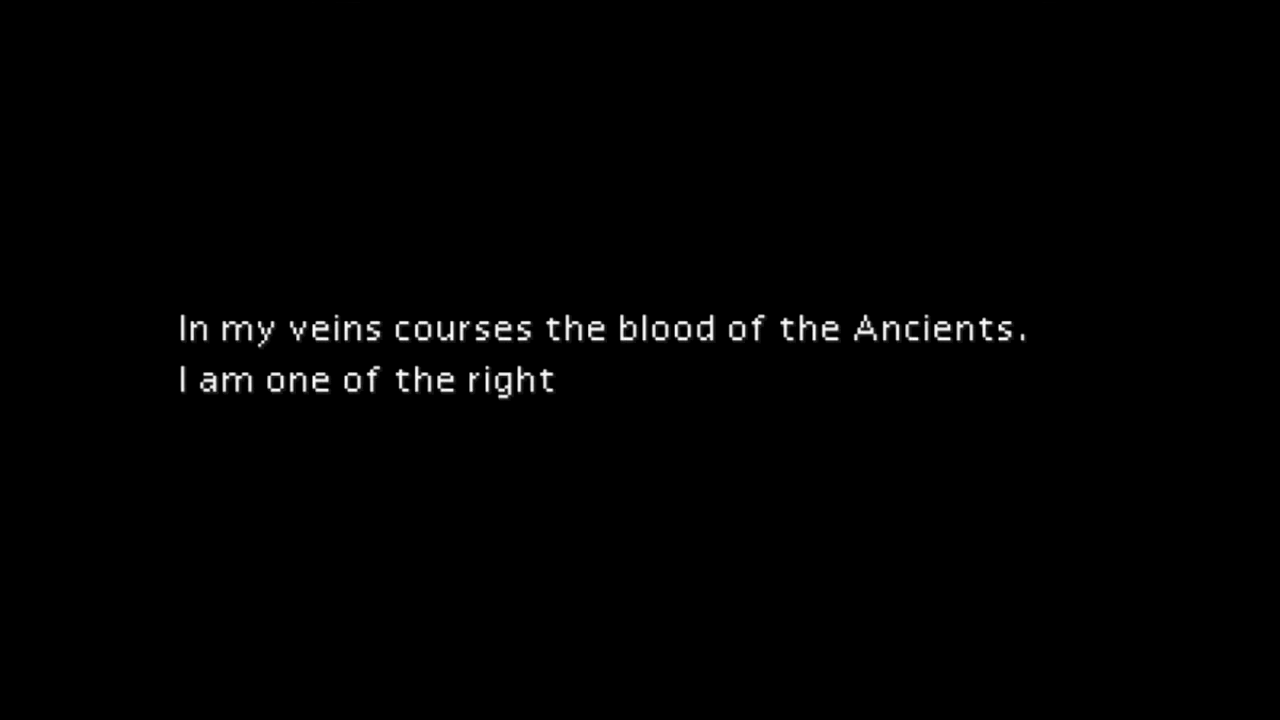 In my veins courses the blood of the Ancients.
I am one of the right